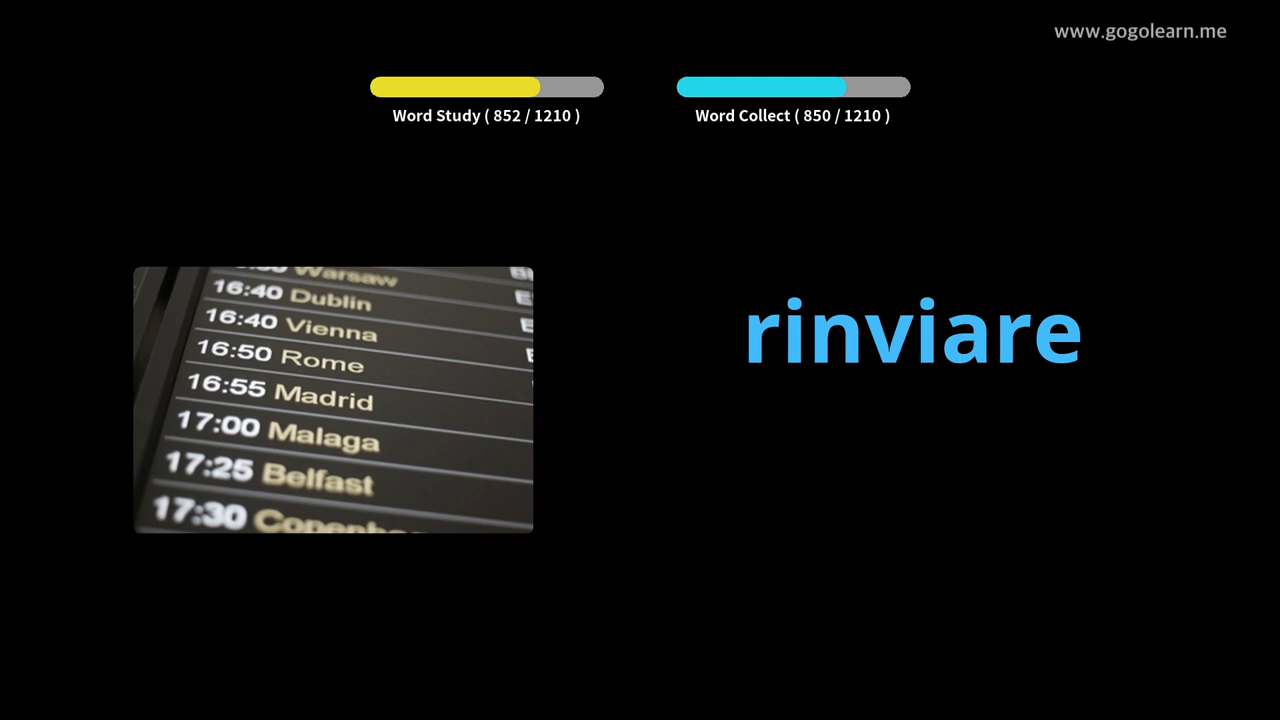 www.gogolearn.me
Word Study ( 852 / 1210 )
Word Collect ( 850 / 1210 )
Warsaw
16:40 Dublin
16:40 Vienna
16:50 Rome
16:55 Madrid
17:00 Malaga
17:25 Belfast
17:30
rinviare